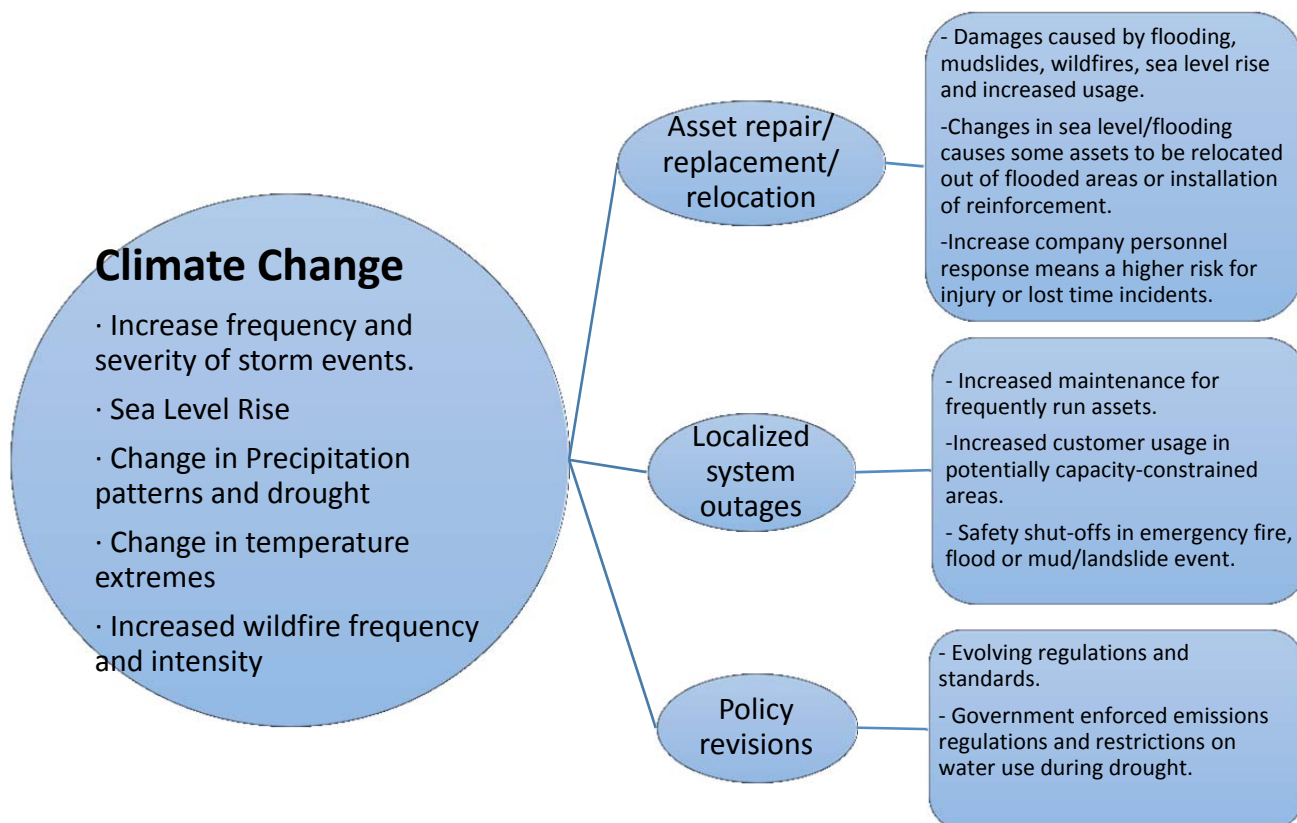 Climate Change
· Increase frequency and
severity of storm events.
· Sea Level Rise
· Change in Precipitation
patterns and drought
· Change in temperature
extremes
· Increased wildfire frequency
and intensity
Asset repair/
replacement/
relocation
- Damages caused by flooding,
mudslides, wildfires, sea level rise
and increased usage.
-Changes in sea level/flooding
causes some assets to be relocated
out of flooded areas or installation
of reinforcement.
-Increase company personnel
response means a higher risk for
injury or lost time incidents.
Localized
system
outages
- Increased maintenance for
frequently run assets.
-Increased customer usage in
potentially capacity-constrained
areas.
- Safety shut-offs in emergency fire,
flood or mud/landslide event.
Policy
revisions
- Evolving regulations and
standards.
- Government enforced emissions
regulations and restrictions on
water use during drought.